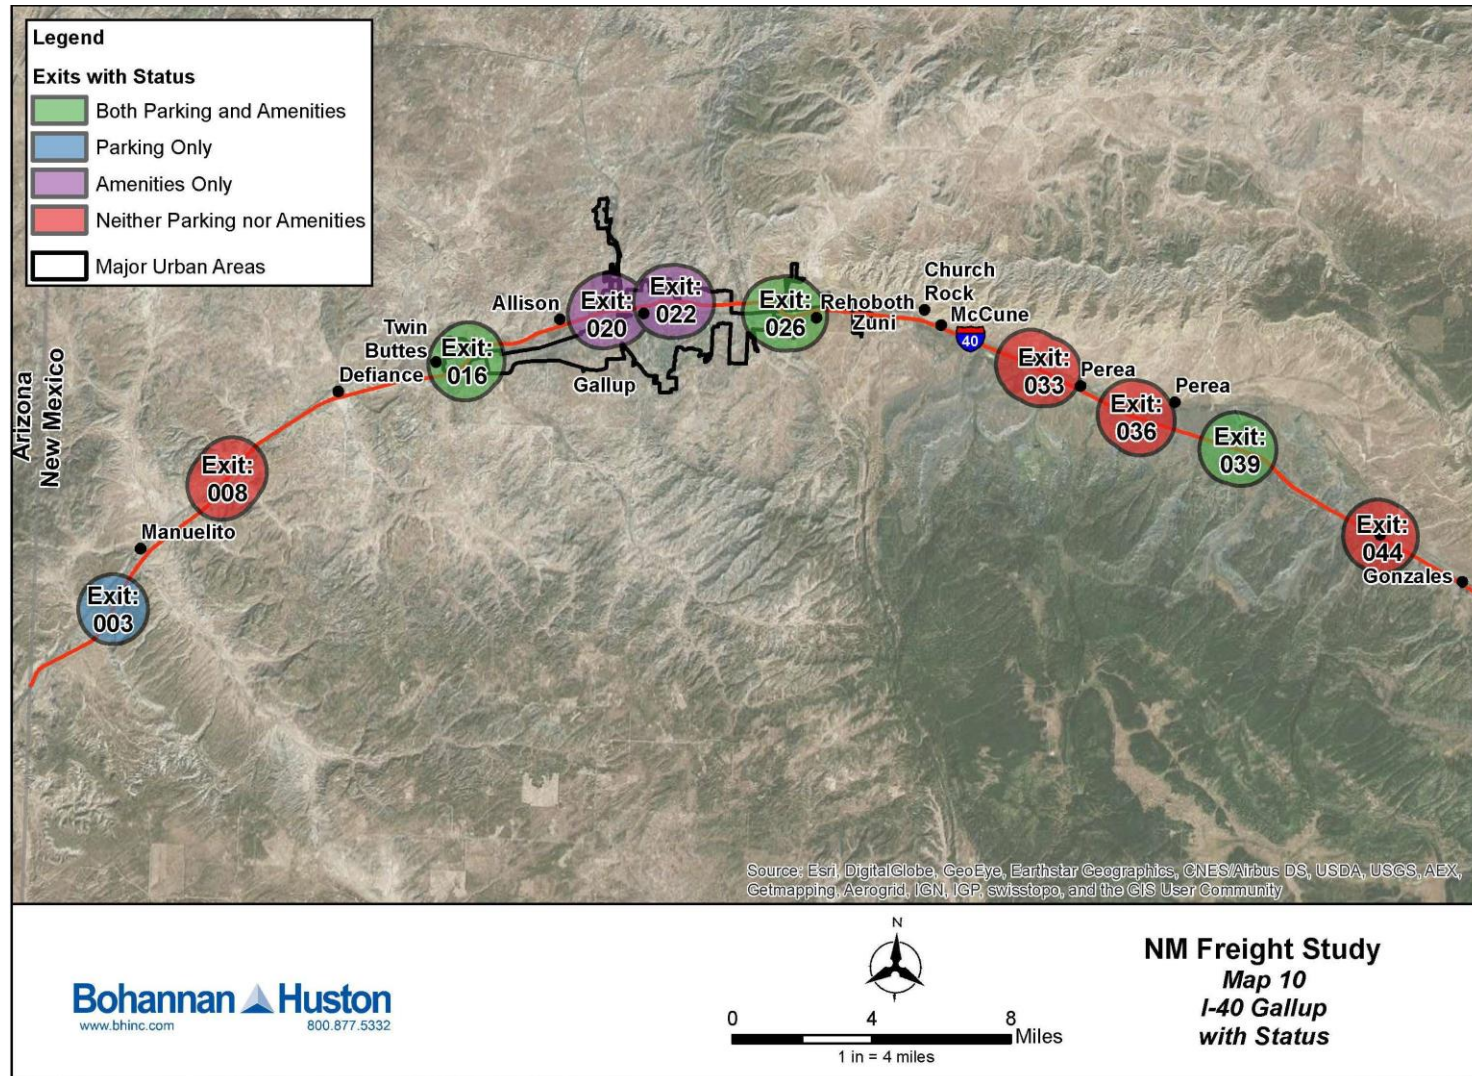 Legend
Exits with Status
Both Parking and Amenities
Parking Only
Amenities Only
Neither Parking nor Amenities
Major Urban Areas
Arizona
New Mexico
Exit:
003
Manuelito
Exit:
008
Twin
Buttes
Defiance
Exit:
016
Allison
Exit:
020
Gallup
Exit:
022
Exit:
026
Rehoboth
Zuni
Church
Rock
McCune
40
Exit:
033
Perea
Exit:
036
Perea
Exit:
039
Exit:
044
Gonzales
Source: Esri, DigitalGlobe, GeoEye, Earthstar Geographics, CNES/Airbus DS, USDA, USGS, AEX,
Getmapping, Aerogrid, IGN, IGP, swisstopo, and the GIS User Community
Bohannan Huston
www.bhinc.com 800.877.5332
N
0 4 8
Miles
1 in = 4 miles
NM Freight Study
Map 10
I-40 Gallup
with Status